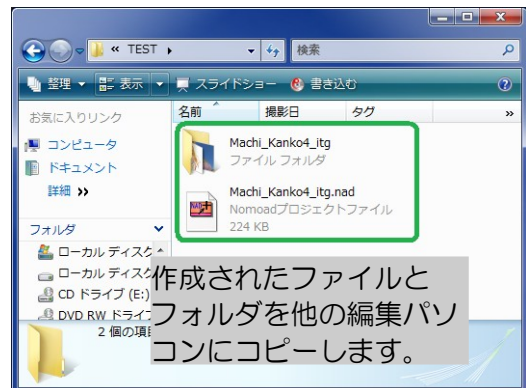 « TEST ▸
検索
整理 ▼ 表示 ▼ スライドショー 書き込む
お気に入りリンク
コンピュータ
ドキュメント
詳細 »
フォルダ
ローカル ディスク
ローカル ディスク
CD ドライブ (E:)
DVD RW ドライブ
名前 撮影日 タグ »
Machi_Kanko4_itg
ファイル フォルダ
Machi_Kanko4_itg.nad
Nomoadプロジェクトファイル
224 KB
作成されたファイルと
フォルダを他の編集パソ
コンにコピーします。
2 個の項